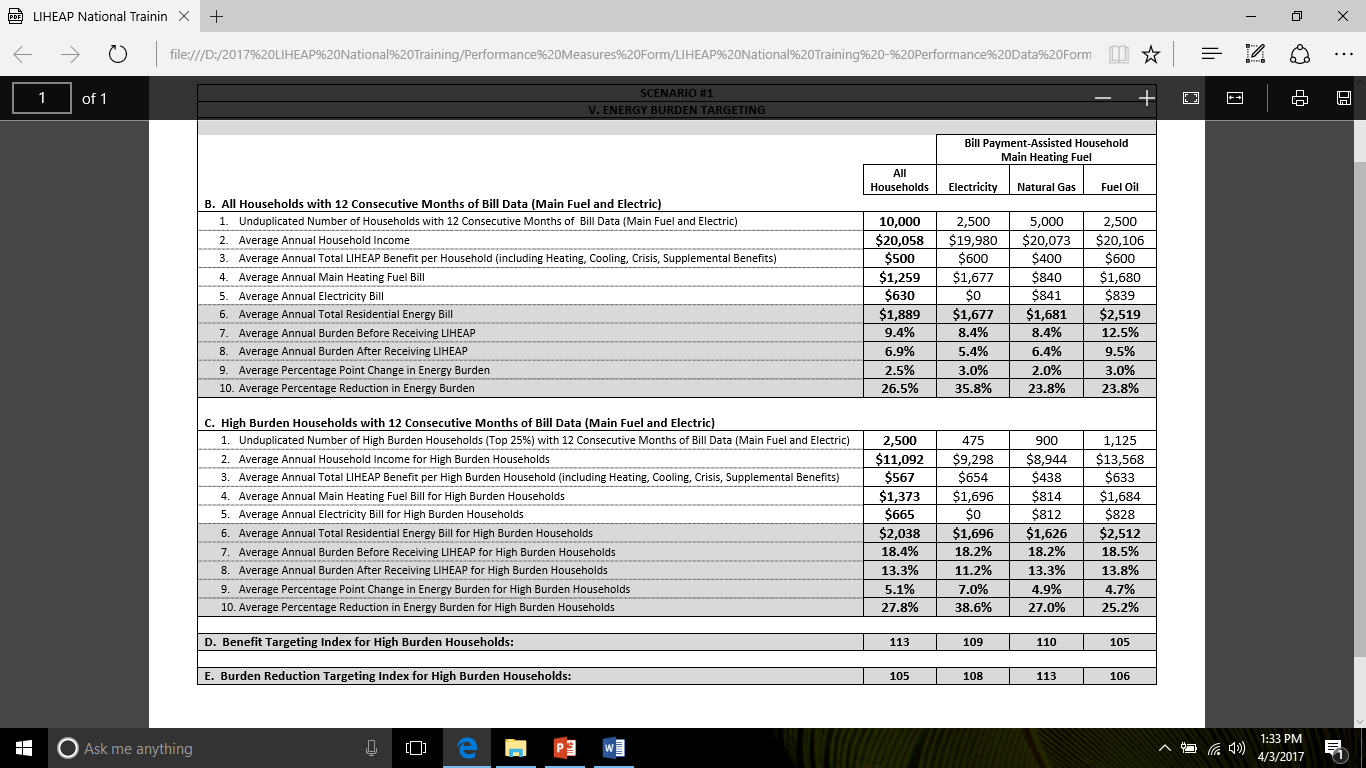 LIHEAP National Trainin
file:///D:/2017%20LIHEAP%20National%20Training/Performance%20Measures%20Form/LIHEAP%20National%20Training%20-%20Performance%20Data%20Form
1 of 1
SCENARIO #1
V. ENERGY BURDEN TARGETING
Bill Payment-Assisted Household
Main Heating Fuel
All
Households Electricity Natural Gas Fuel Oil
B. All Households with 12 Consecutive Months of Bill Data (Main Fuel and Electric)
1. Unduplicated Number of Households with 12 Consecutive Months of Bill Data (Main Fuel and Electric) 10,000 2,500 5,000 2,500
2. Average Annual Household Income $20,058 $19,980 $20,073 $20,106
3. Average Annual Total LIHEAP Benefit per Household (including Heating, Cooling, Crisis, Supplemental Benefits) $500 $600 $400 $600
4. Average Annual Main Heating Fuel Bill $1,259 $1,677 $840 $1,680
5. Average Annual Electricity Bill $630 $0 $841 $839
6. Average Annual Total Residential Energy Bill $1,889 $1,677 $1,681 $2,519
7. Average Annual Burden Before Receiving LIHEAP 9.4% 8.4% 8.4% 12.5%
8. Average Annual Burden After Receiving LIHEAP 6.9% 5.4% 6.4% 9.5%
9. Average Percentage Point Change in Energy Burden 2.5% 3.0% 2.0% 3.0%
10. Average Percentage Reduction in Energy Burden 26.5% 35.8% 23.8% 23.8%
C. High Burden Households with 12 Consecutive Months of Bill Data (Main Fuel and Electric)
1. Unduplicated Number of High Burden Households (Top 25%) with 12 Consecutive Months of Bill Data (Main Fuel and Electric) 2,500 475 900 1,125
2. Average Annual Household Income for High Burden Households $11,092 $9,298 $8,944 $13,568
3. Average Annual Total LIHEAP Benefit per High Burden Household (including Heating, Cooling, Crisis, Supplemental Benefits) $567 $654 $438 $633
4. Average Annual Main Heating Fuel Bill for High Burden Households $1,373 $1,696 $814 $1,684
5. Average Annual Electricity Bill for High Burden Households $665 $0 $812 $828
6. Average Annual Total Residential Energy Bill for High Burden Households $2,038 $1,696 $1,626 $2,512
7. Average Annual Burden Before Receiving LIHEAP for High Burden Households 18.4% 18.2% 18.2% 18.5%
8. Average Annual Burden After Receiving LIHEAP for High Burden Households 13.3% 11.2% 13.3% 13.8%
9. Average Percentage Point Change in Energy Burden for High Burden Households 5.1% 7.0% 4.9% 4.7%
10. Average Percentage Reduction in Energy Burden for High Burden Households 27.8% 38.6% 27.0% 25.2%
D. Benefit Targeting Index for High Burden Households: 113 109 110 105
E. Burden Reduction Targeting Index for High Burden Households: 105 108 113 106
Ask me anything
1:33 PM
4/3/2017
1